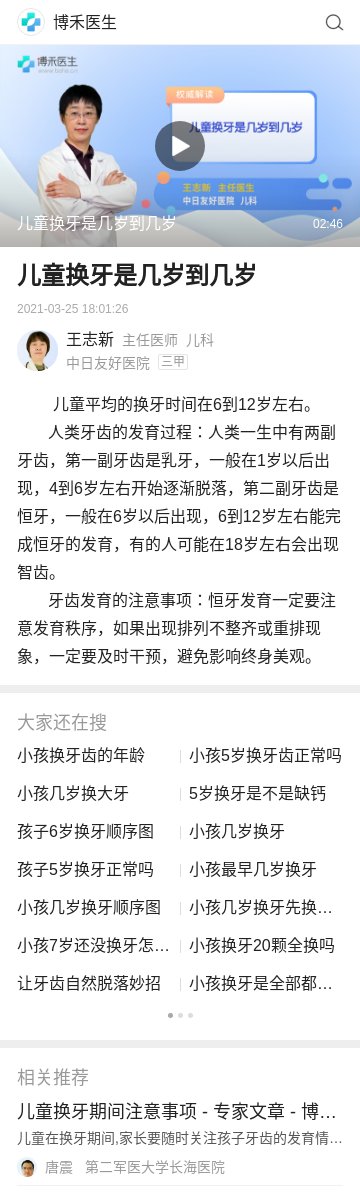 博禾医生
博禾医生
www.bohe.cn
权威解读
儿童换牙是几岁到几岁
王志新 主任医生
中日友好医院 儿科
儿童换牙是几岁到几岁
02:46
儿童换牙是几岁到几岁
2021-03-25 18:01:26
王志新 主任医师 儿科
中日友好医院 三甲
儿童平均的换牙时间在6到12岁左右。
人类牙齿的发育过程：人类一生中有两副
牙齿，第一副牙齿是乳牙，一般在1岁以后出
现，4到6岁左右开始逐渐脱落，第二副牙齿是
恒牙，一般在6岁以后出现，6到12岁左右能完
成恒牙的发育，有的人可能在18岁左右会出现
智齿。
牙齿发育的注意事项：恒牙发育一定要注
意发育秩序，如果出现排列不整齐或重排现
象，一定要及时干预，避免影响终身美观。
大家还在搜
小孩换牙齿的年龄
小孩5岁换牙齿正常吗
小孩几岁换大牙
5岁换牙是不是缺钙
孩子6岁换牙顺序图
小孩几岁换牙
孩子5岁换牙正常吗
小孩最早几岁换牙
小孩几岁换牙顺序图
小孩几岁换牙先换…
小孩7岁还没换牙怎…
小孩换牙20颗全换吗
让牙齿自然脱落妙招
小孩换牙是全部都…
相关推荐
儿童换牙期间注意事项 - 专家文章 - 博…
儿童在换牙期间,家长要随时关注孩子牙齿的发育情…
唐震 第二军医大学长海医院